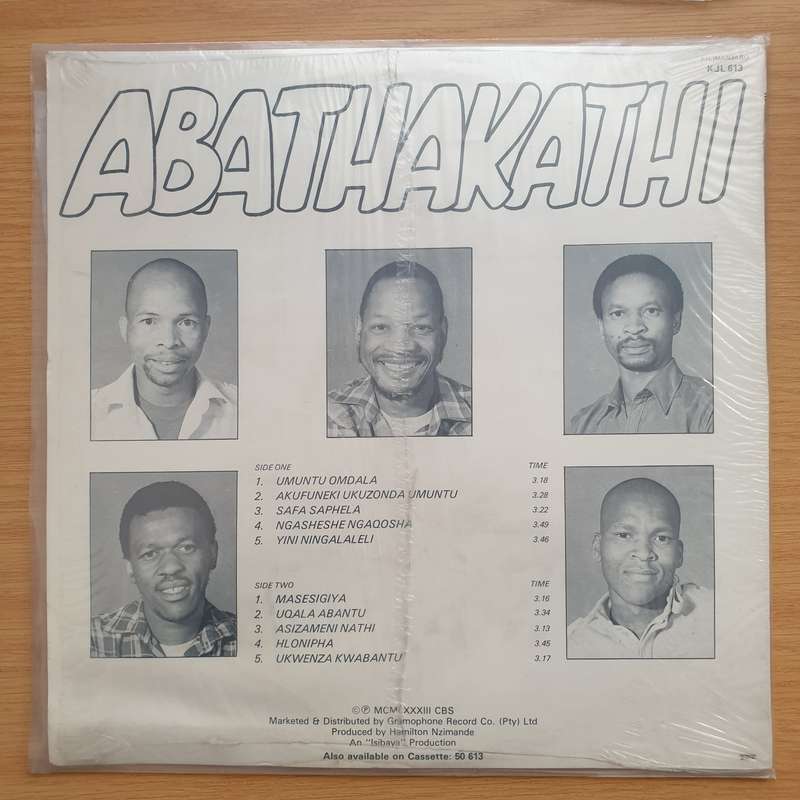 KJL 613
ABATHAKATHI
SIDE ONE TIME
1. UMUNTU OMDALA 3.18
2. AKUFUNEKI UKUZONDA UMUNTU 3.28
3. SAFA SAPHELA 3.22
4. NGASHESHE NGAQOSHA 3.49
5. YINI NINGALALELI 3.46
SIDE TWO TIME
1. MASESIGIYA 3.16
2. UQALA ABANTU 3.34
3. ASIZAMENI NATHI 3.13
4. HLONIPHA 3.45
5. UKWENZA KWABANTU 3.17
©℗ MCMLXXXIII CBS
Marketed & Distributed by Gramophone Record Co. (Pty) Ltd
Produced by Hamilton Nzimande
An "Isibaya" Production
Also available on Cassette: 50 613